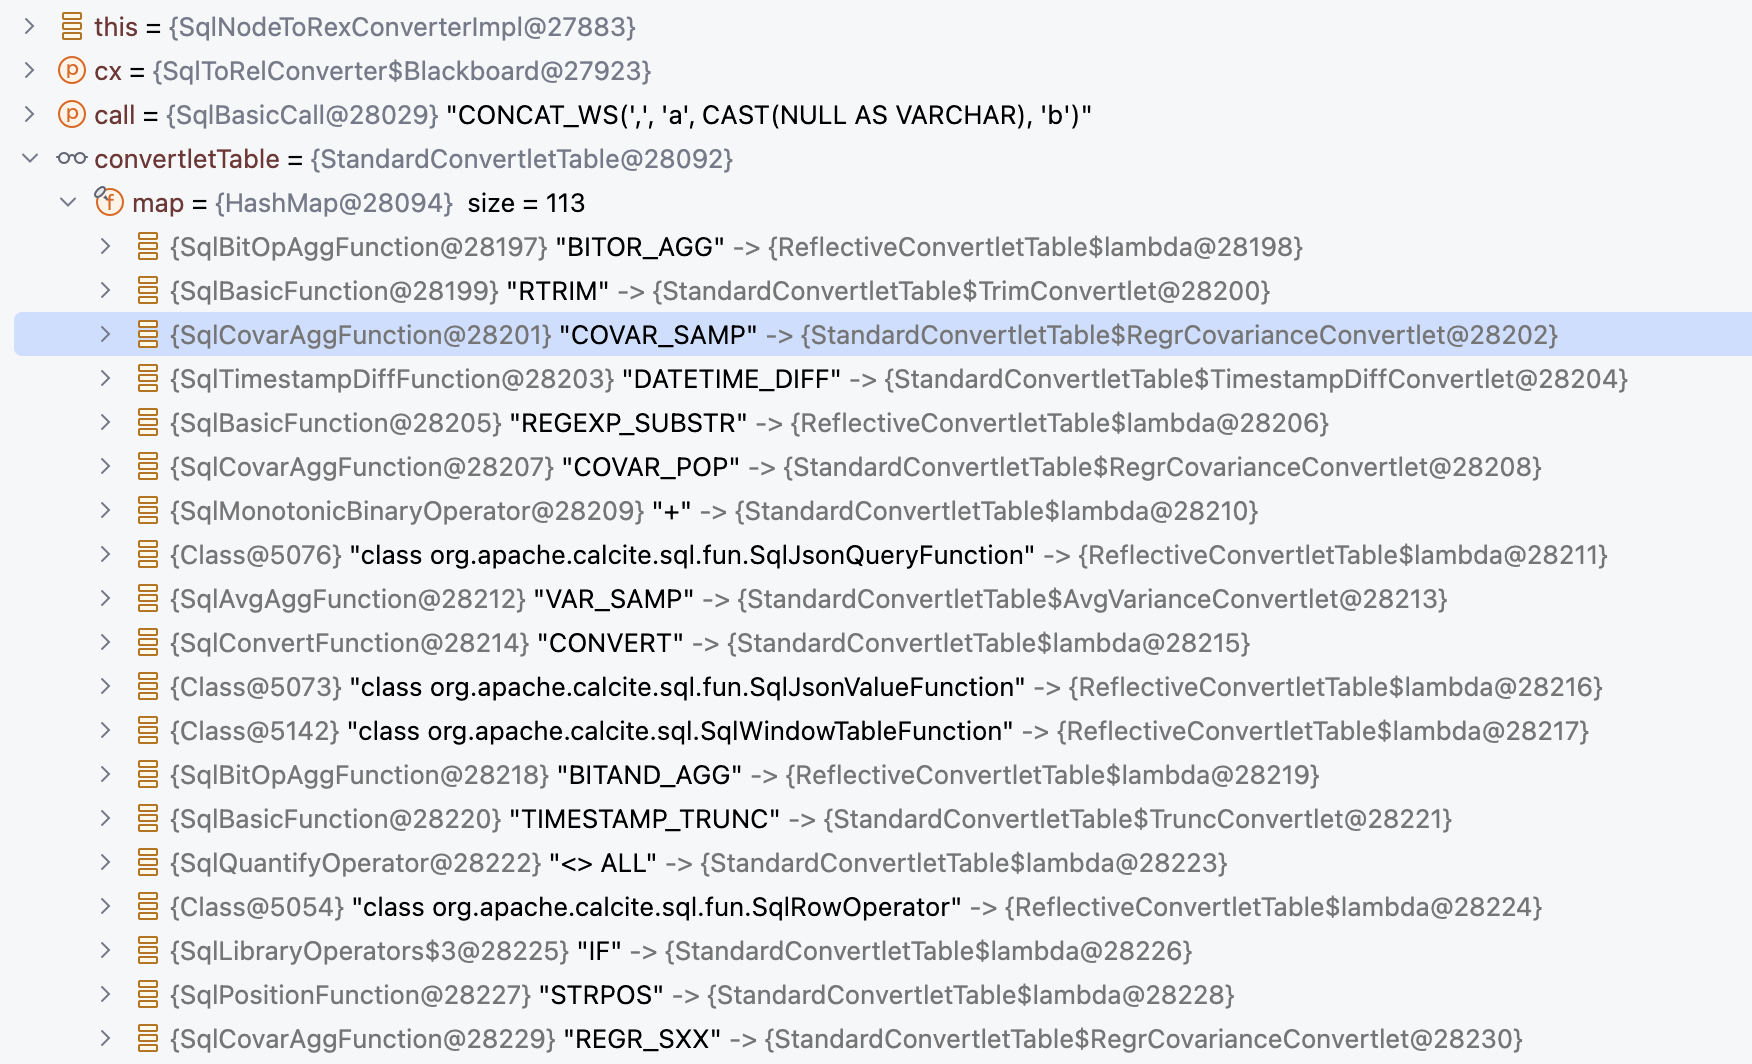 this = {SqlNodeToRexConverterImpl@27883}
p cx = {SqlToRelConverter$Blackboard@27923}
p call = {SqlBasicCall@28029} "CONCAT_WS(',', 'a', CAST(NULL AS VARCHAR), 'b')"
convertletTable = {StandardConvertletTable@28092}
f map = {HashMap@28094} size = 113
{SqlBitOpAggFunction@28197} "BITOR_AGG" -> {ReflectiveConvertletTable$lambda@28198}
{SqlBasicFunction@28199} "RTRIM" -> {StandardConvertletTable$TrimConvertlet@28200}
{SqlCovarAggFunction@28201} "COVAR_SAMP" -> {StandardConvertletTable$RegrCovarianceConvertlet@28202}
{SqlTimestampDiffFunction@28203} "DATETIME_DIFF" -> {StandardConvertletTable$TimestampDiffConvertlet@28204}
{SqlBasicFunction@28205} "REGEXP_SUBSTR" -> {ReflectiveConvertletTable$lambda@28206}
{SqlCovarAggFunction@28207} "COVAR_POP" -> {StandardConvertletTable$RegrCovarianceConvertlet@28208}
{SqlMonotonicBinaryOperator@28209} "+" -> {StandardConvertletTable$lambda@28210}
{Class@5076} "class org.apache.calcite.sql.fun.SqlJsonQueryFunction" -> {ReflectiveConvertletTable$lambda@28211}
{SqlAvgAggFunction@28212} "VAR_SAMP" -> {StandardConvertletTable$AvgVarianceConvertlet@28213}
{SqlConvertFunction@28214} "CONVERT" -> {StandardConvertletTable$lambda@28215}
{Class@5073} "class org.apache.calcite.sql.fun.SqlJsonValueFunction" -> {ReflectiveConvertletTable$lambda@28216}
{Class@5142} "class org.apache.calcite.sql.SqlWindowTableFunction" -> {ReflectiveConvertletTable$lambda@28217}
{SqlBitOpAggFunction@28218} "BITAND_AGG" -> {ReflectiveConvertletTable$lambda@28219}
{SqlBasicFunction@28220} "TIMESTAMP_TRUNC" -> {StandardConvertletTable$TruncConvertlet@28221}
{SqlQuantifyOperator@28222} "<> ALL" -> {StandardConvertletTable$lambda@28223}
{Class@5054} "class org.apache.calcite.sql.fun.SqlRowOperator" -> {ReflectiveConvertletTable$lambda@28224}
{SqlLibraryOperators$3@28225} "IF" -> {StandardConvertletTable$lambda@28226}
{SqlPositionFunction@28227} "STRPOS" -> {StandardConvertletTable$lambda@28228}
{SqlCovarAggFunction@28229} "REGR_SXX" -> {StandardConvertletTable$RegrCovarianceConvertlet@28230}